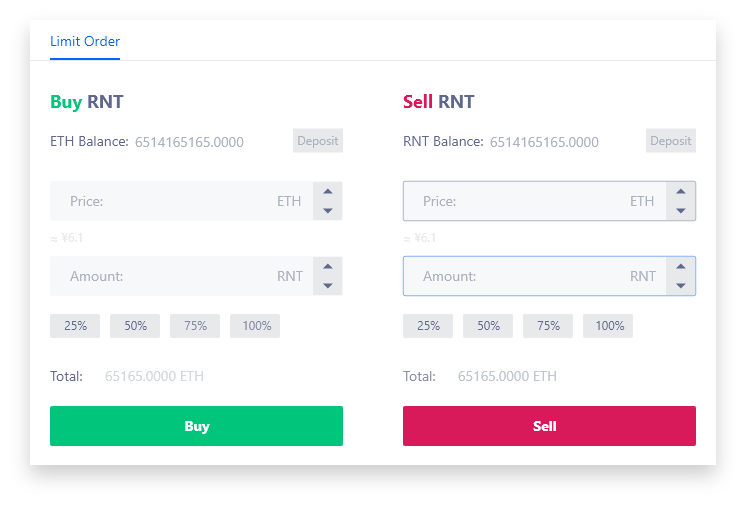 Limit Order
Buy RNT
ETH Balance: 6514165165.0000 Deposit
Price: ETH
≈ ¥6.1
Amount: RNT
25% 50% 75% 100%
Total: 65165.0000 ETH
Buy
Sell RNT
RNT Balance: 6514165165.0000 Deposit
Price: ETH
≈ ¥6.1
Amount: RNT
25% 50% 75% 100%
Total: 65165.0000 ETH
Sell